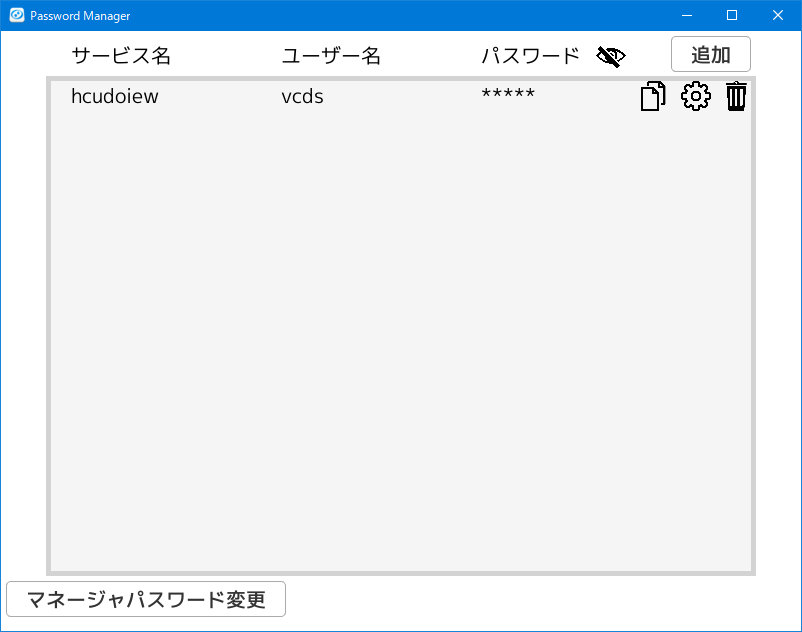 Password Manager
サービス名 ユーザー名 パスワード 追加
hcudoiew vcds *****
マネージャパスワード変更